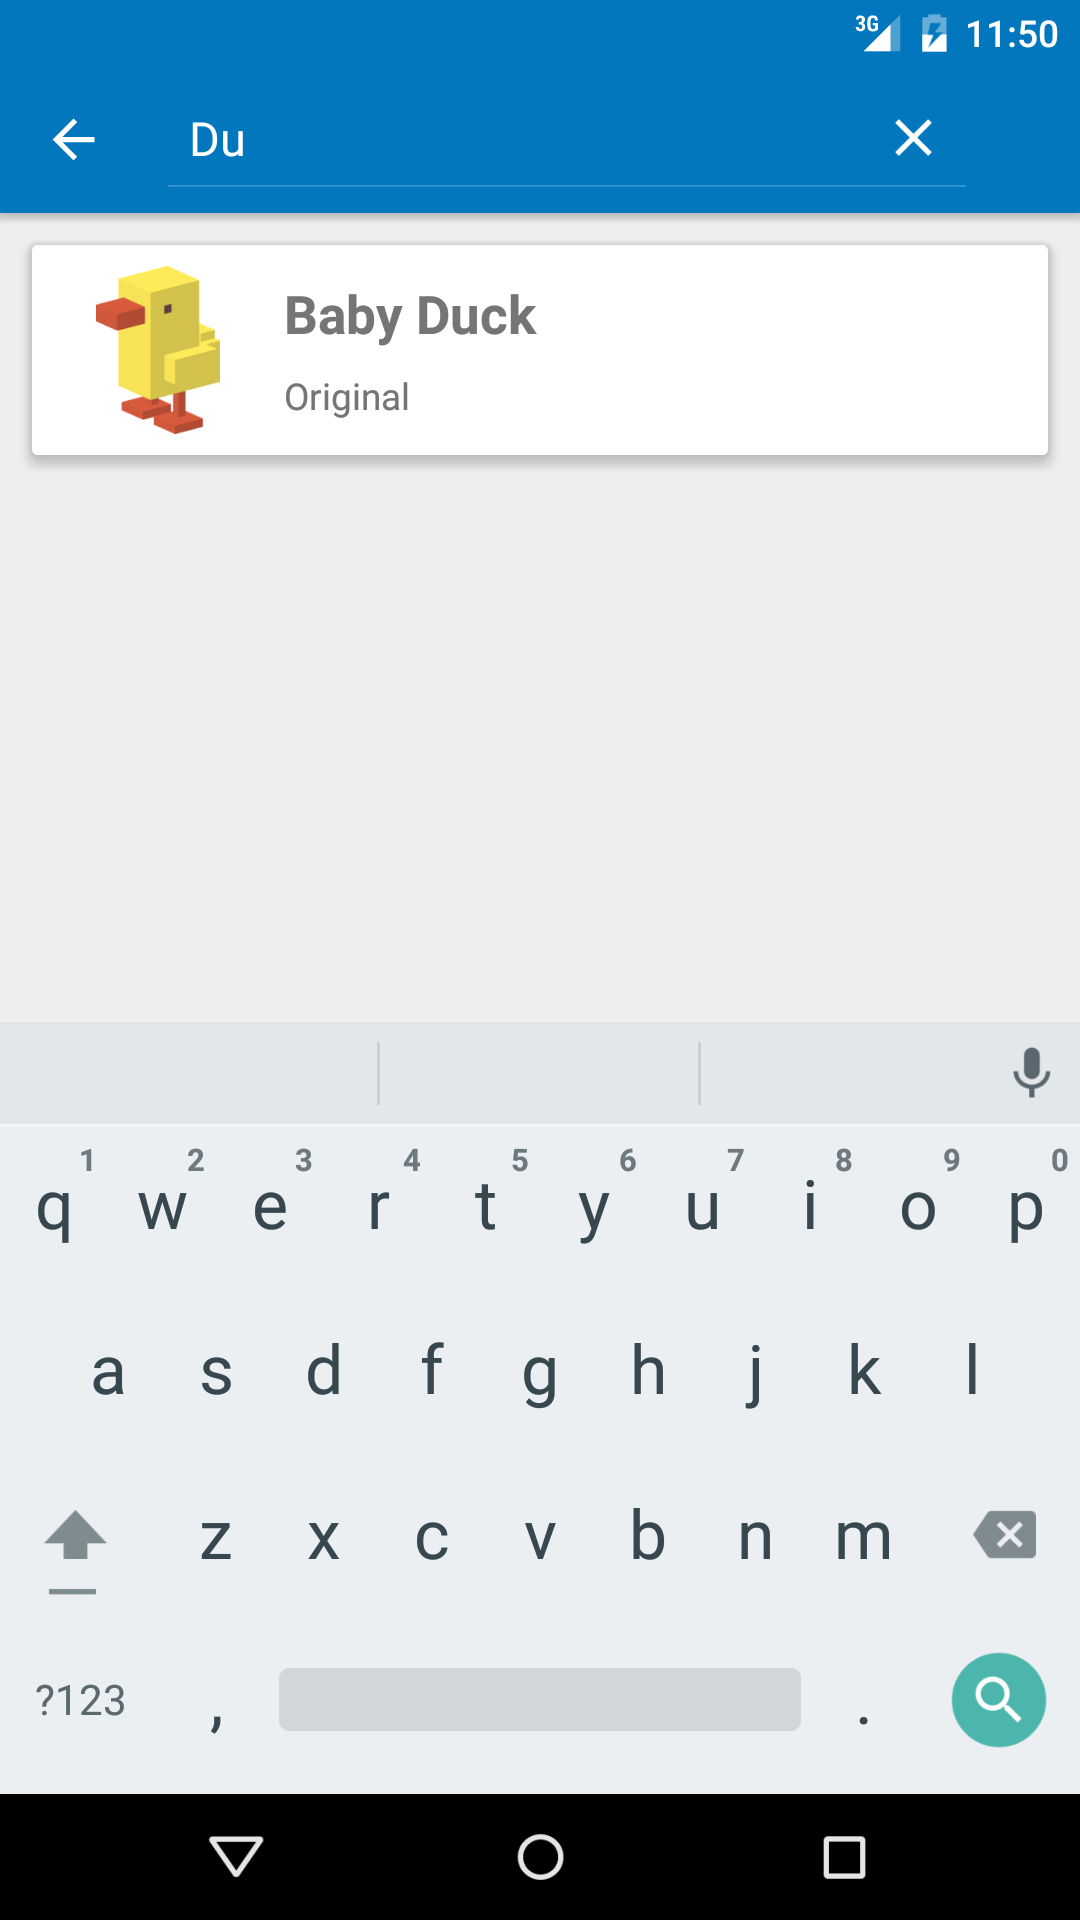 3G 11:50
Du
Baby Duck
Original
1 2 3 4 5 6 7 8 9 0
q w e r t y u i o p
a s d f g h j k l
z x c v b n m
?123 , .